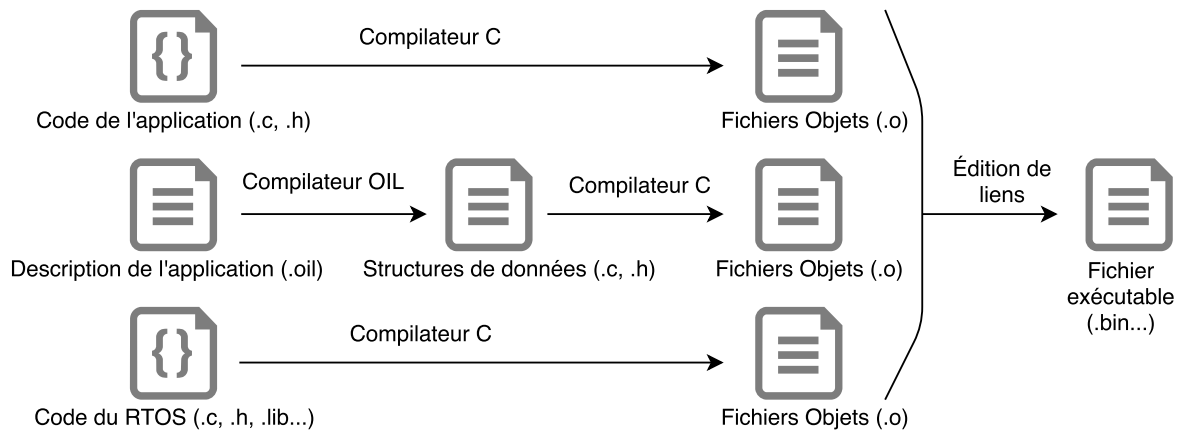 Compilateur C
{}
{}
Code de l'application (.c, .h)
Fichiers Objets (.o)
Compilateur OIL
Compilateur C
Description de l'application (.oil)
Structures de données (.c, .h)
Fichiers Objets (.o)
Compilateur C
Code du RTOS (.c, .h, .lib...)
Fichiers Objets (.o)
Édition de
liens
Fichier
exécutable
(.bin...)